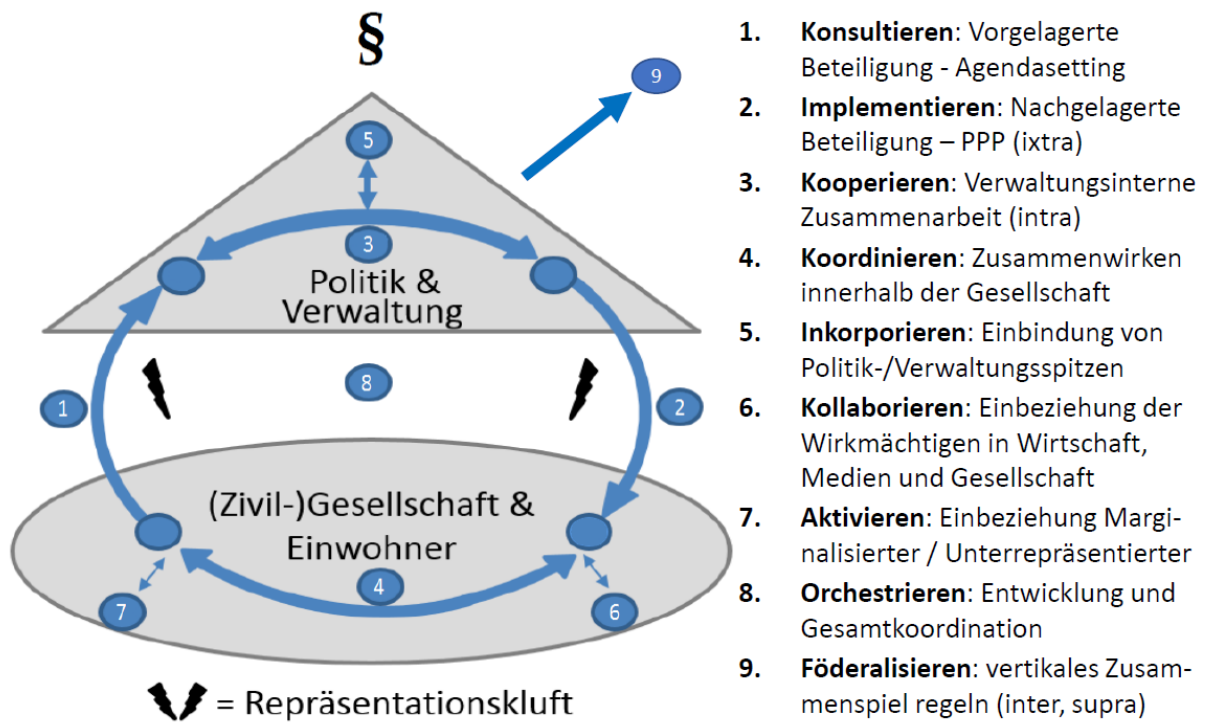 §
9
5
3
Politik &
Verwaltung
8
1
2
(Zivil-)Gesellschaft &
Einwohner
4
7
6
= Repräsentationskluft
1. Konsultieren: Vorgelagerte
Beteiligung - Agendasetting
2. Implementieren: Nachgelagerte
Beteiligung – PPP (ixtra)
3. Kooperieren: Verwaltungsinterne
Zusammenarbeit (intra)
4. Koordinieren: Zusammenwirken
innerhalb der Gesellschaft
5. Inkorporieren: Einbindung von
Politik-/Verwaltungsspitzen
6. Kollaborieren: Einbeziehung der
Wirkmächtigen in Wirtschaft,
Medien und Gesellschaft
7. Aktivieren: Einbeziehung Margi-
nalisierter / Unterrepräsentierter
8. Orchestrieren: Entwicklung und
Gesamtkoordination
9. Föderalisieren: vertikales Zusam-
menspiel regeln (inter, supra)